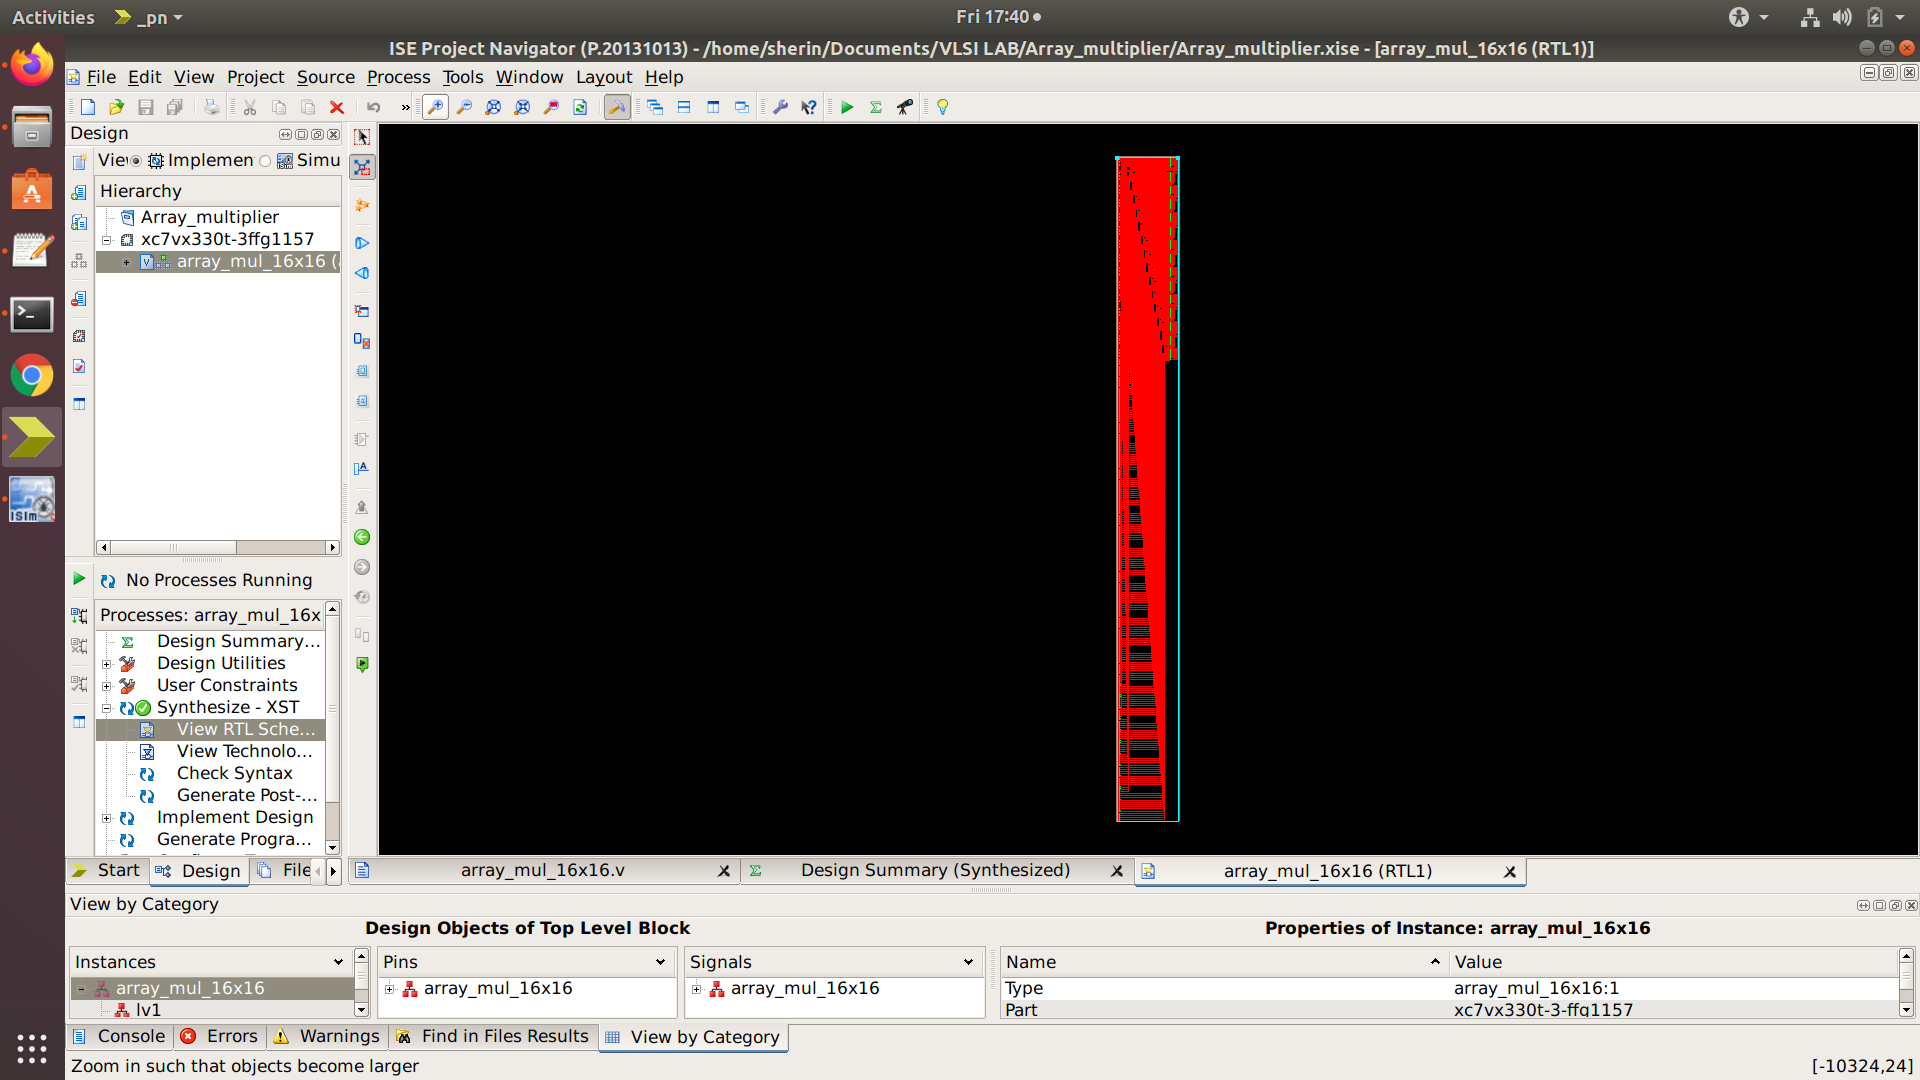 Activities
_pn
Fri 17:40
ISE Project Navigator (P.20131013) - /home/sherin/Documents/VLSI LAB/Array_multiplier/Array_multiplier.xise - [array_mul_16x16 (RTL1)]
File Edit View Project Source Process Tools Window Layout Help
Design
Implemen
Simu
Hierarchy
Array_multiplier
xc7vx330t-3ffg1157
array_mul_16x16
No Processes Running
Processes: array_mul_16x
Design Summary...
Design Utilities
User Constraints
Synthesize - XST
View RTL Sche...
View Technolo...
Check Syntax
Generate Post-...
Implement Design
Generate Progra...
Start
Design
File
array_mul_16x16.v
Design Summary (Synthesized)
array_mul_16x16 (RTL1)
View by Category
Design Objects of Top Level Block
Properties of Instance: array_mul_16x16
Instances
Pins
Signals
Name
Value
array_mul_16x16
array_mul_16x16
array_mul_16x16
Type
array_mul_16x16:1
lv1
Part
xc7vx330t-3-ffg1157
Console
Errors
Warnings
Find in Files Results
View by Category
Zoom in such that objects become larger
[-10324,24]
ISim